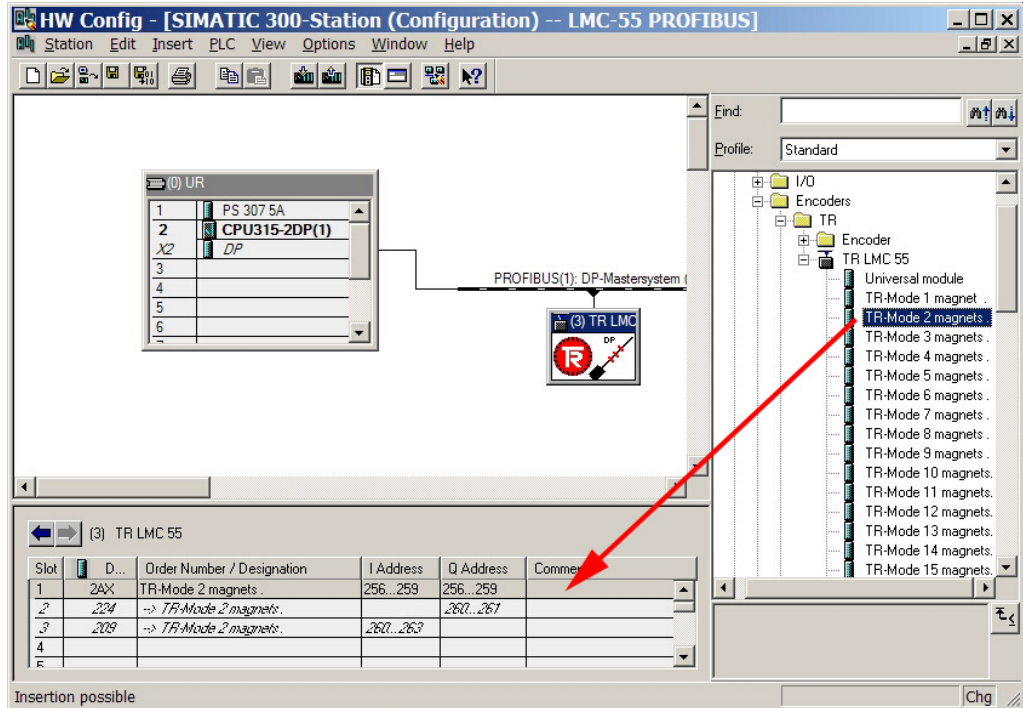 HW Config - [SIMATIC 300-Station (Configuration) -- LMC-55 PROFIBUS]
Station Edit Insert PLC View Options Window Help
Find:
Profile: Standard
(0) UR
1 PS 307 5A
2 CPU315-2DP(1)
X2 DP
3
4
5
6
PROFIBUS(1): DP-Mastersystem (
(3) TR LMC
DP
TR
I/O
Encoders
TR
Encoder
TR LMC 55
Universal module
TR-Mode 1 magnet .
TR-Mode 2 magnets .
TR-Mode 3 magnets .
TR-Mode 4 magnets .
TR-Mode 5 magnets .
TR-Mode 6 magnets .
TR-Mode 7 magnets .
TR-Mode 8 magnets .
TR-Mode 9 magnets .
TR-Mode 10 magnets.
TR-Mode 11 magnets.
TR-Mode 12 magnets.
TR-Mode 13 magnets.
TR-Mode 14 magnets.
TR-Mode 15 magnets.
(3) TR LMC 55
Slot D... Order Number / Designation I Address Q Address Commen
1 2AX TR-Mode 2 magnets . 256...259 256...259
2 224 --> TR-Mode 2 magnets . 260...261
3 209 --> TR-Mode 2 magnets . 260...263
4
5
Insertion possible
Chg